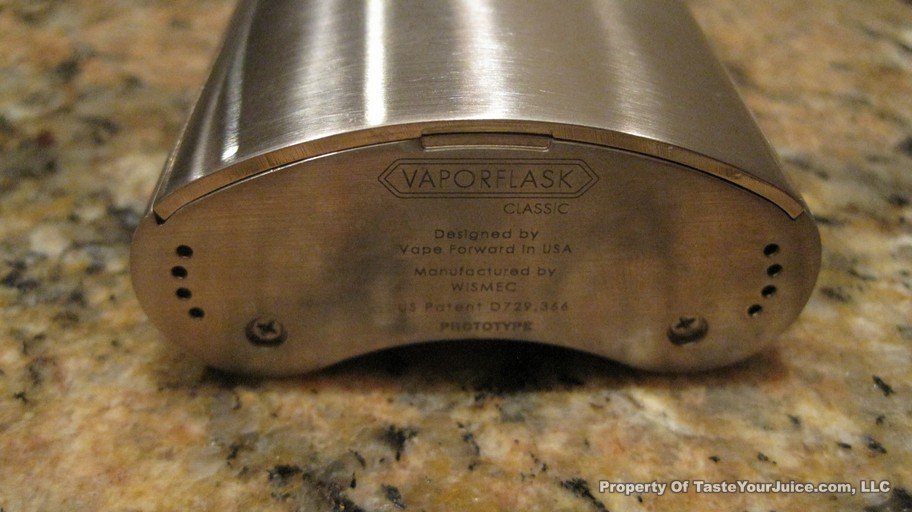 VAPORFLASK
CLASSIC
Designed by
Vape Forward in USA
Manufactured by
WISMEC
US Patent D729,366
PROTOTYPE
Property Of TasteYourJuice.com, LLC